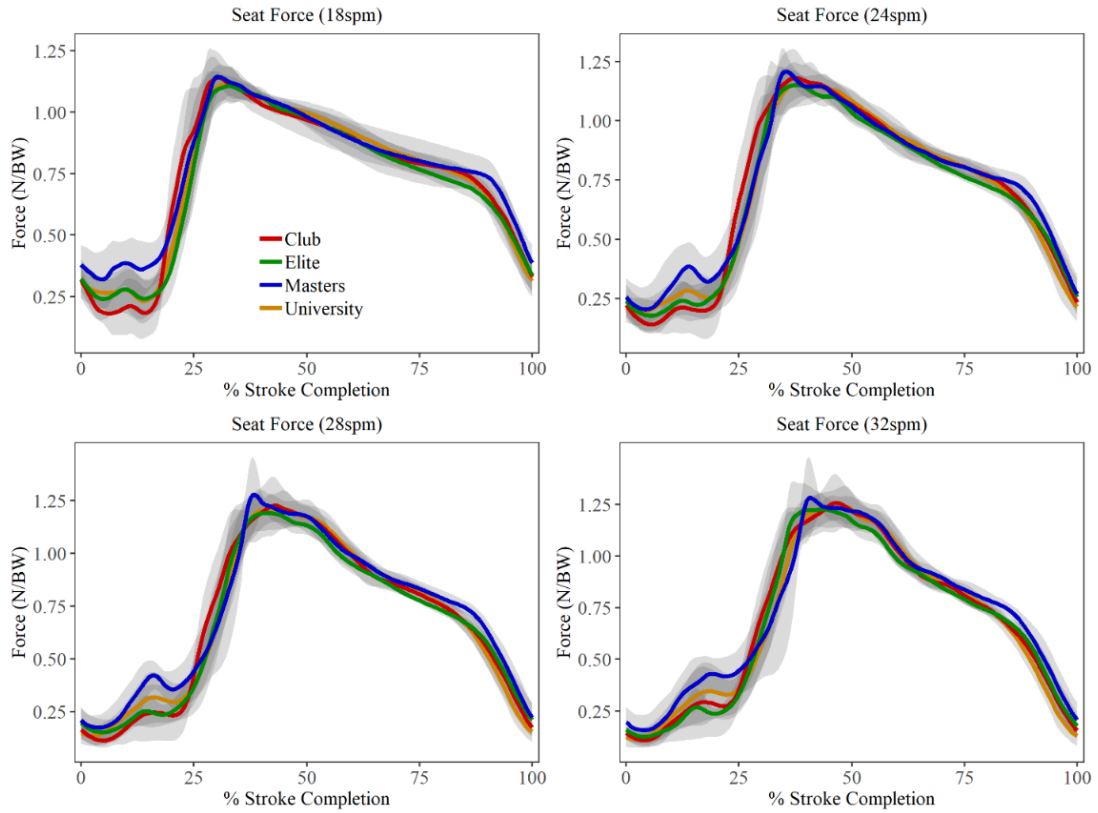 Seat Force (18spm)
Force (N/BW)
1.25
1.00
0.75
0.50
0.25
Club
Elite
Masters
University
0 25 50 75 100
% Stroke Completion
Seat Force (24spm)
Force (N/BW)
1.25
1.00
0.75
0.50
0.25
0 25 50 75 100
% Stroke Completion
Seat Force (28spm)
Force (N/BW)
1.25
1.00
0.75
0.50
0.25
0 25 50 75 100
% Stroke Completion
Seat Force (32spm)
Force (N/BW)
1.25
1.00
0.75
0.50
0.25
0 25 50 75 100
% Stroke Completion